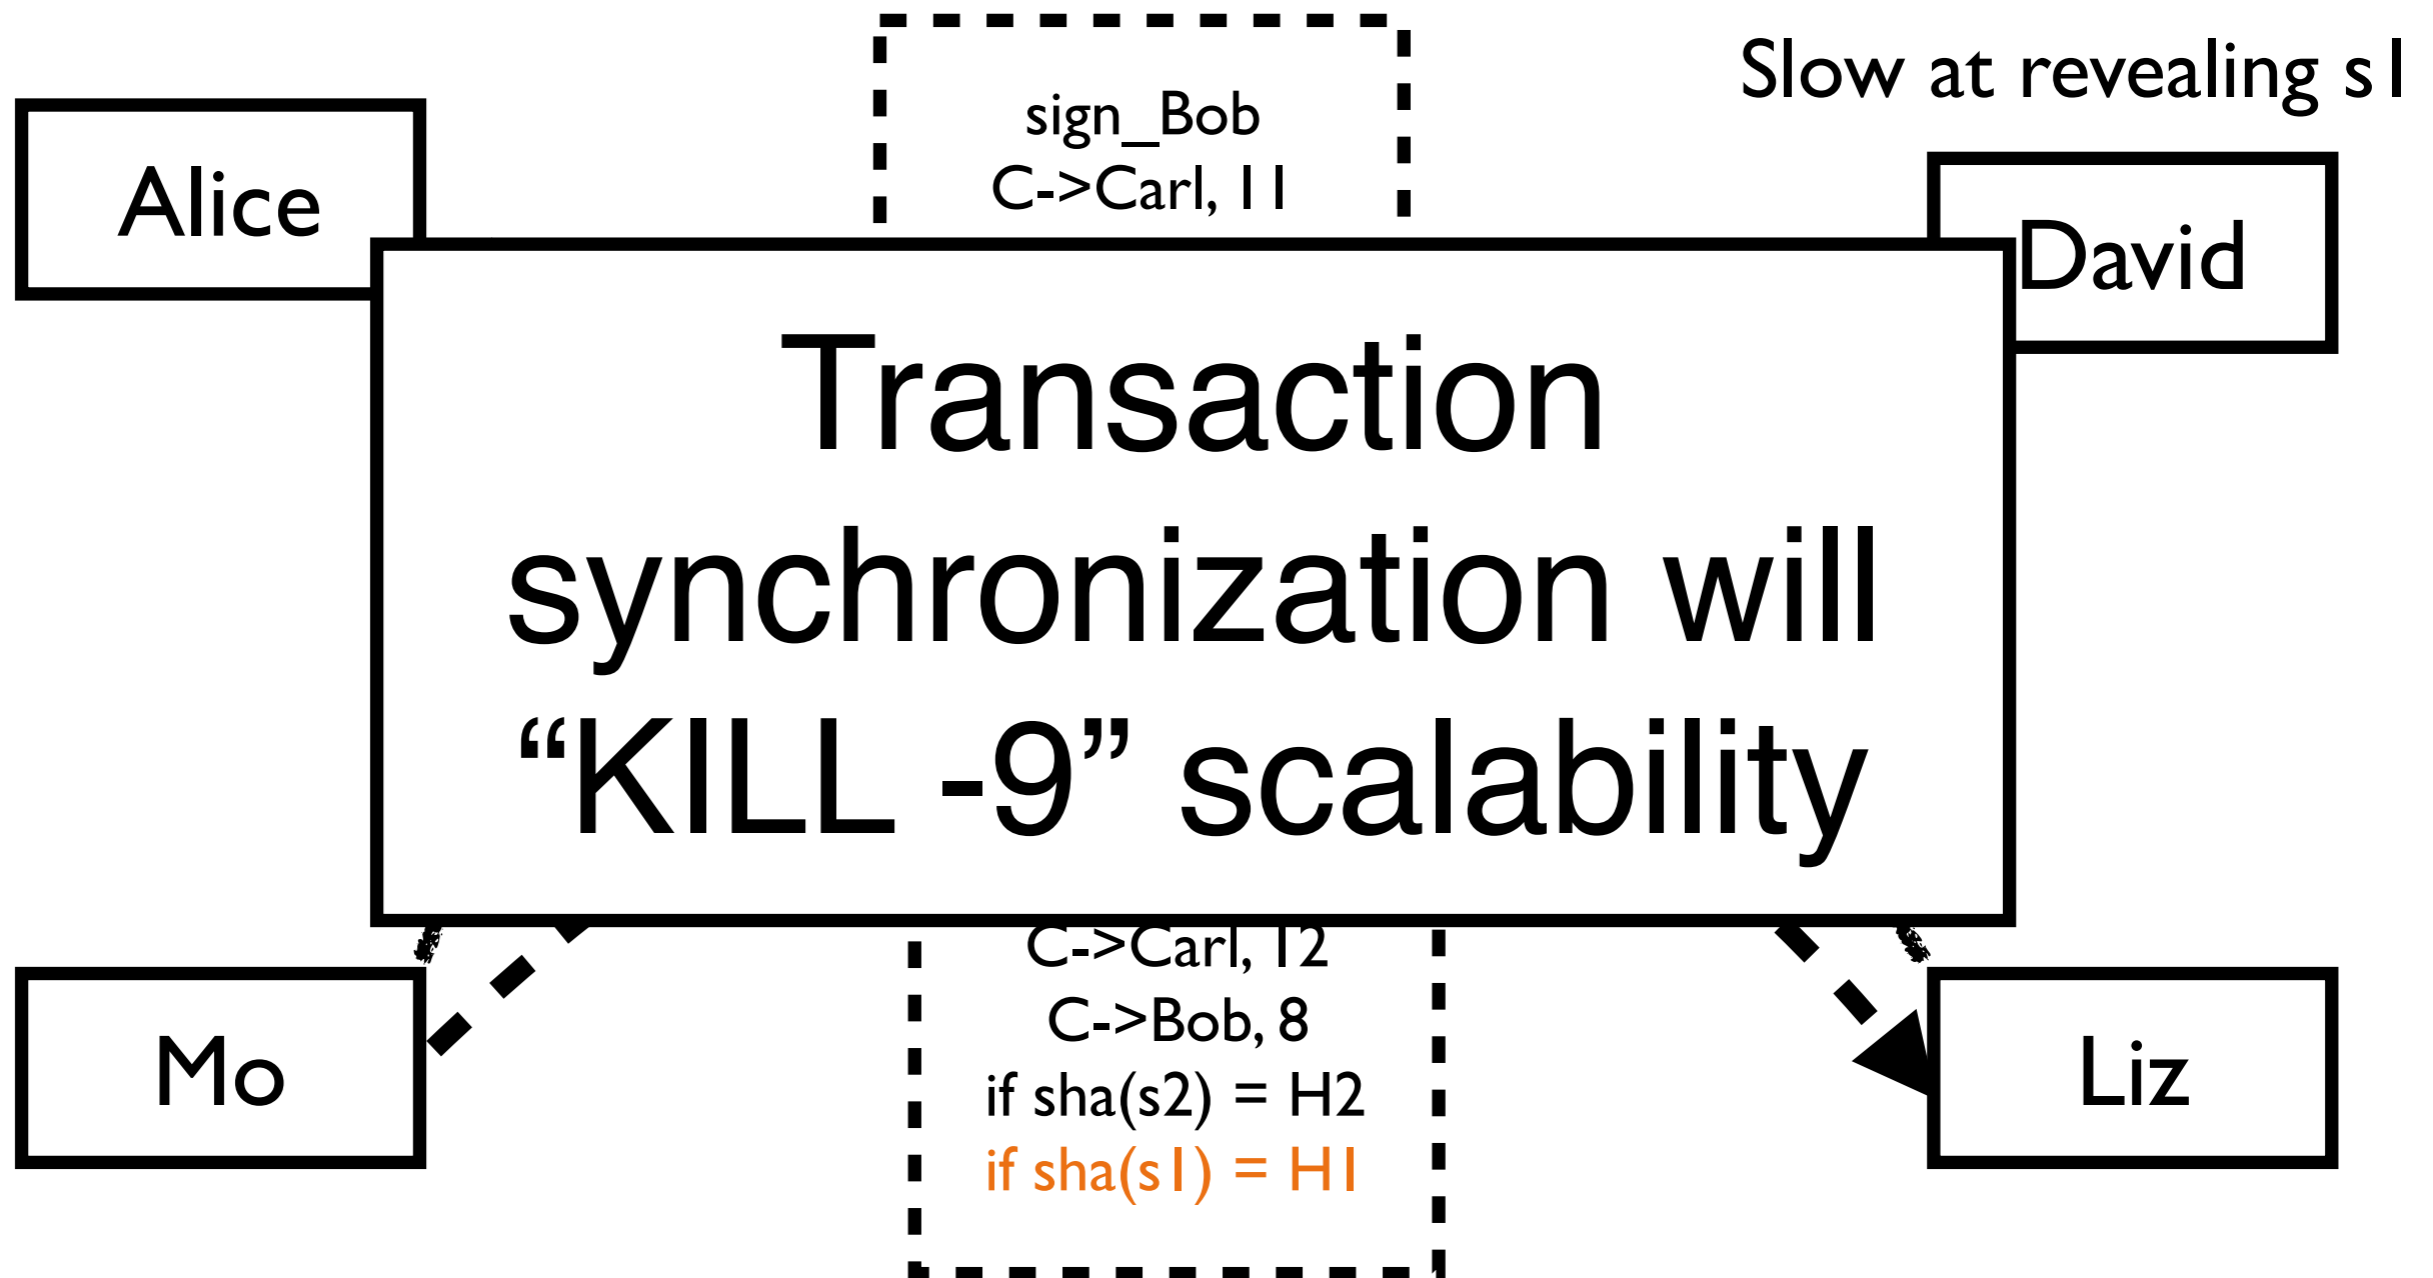 Slow at revealing s1
sign_Bob
C->Carl, 11
Alice
David
Transaction
synchronization will
“KILL -9” scalability
C->Carl, 12
C->Bob, 8
if sha(s2) = H2
if sha(s1) = H1
Mo
Liz